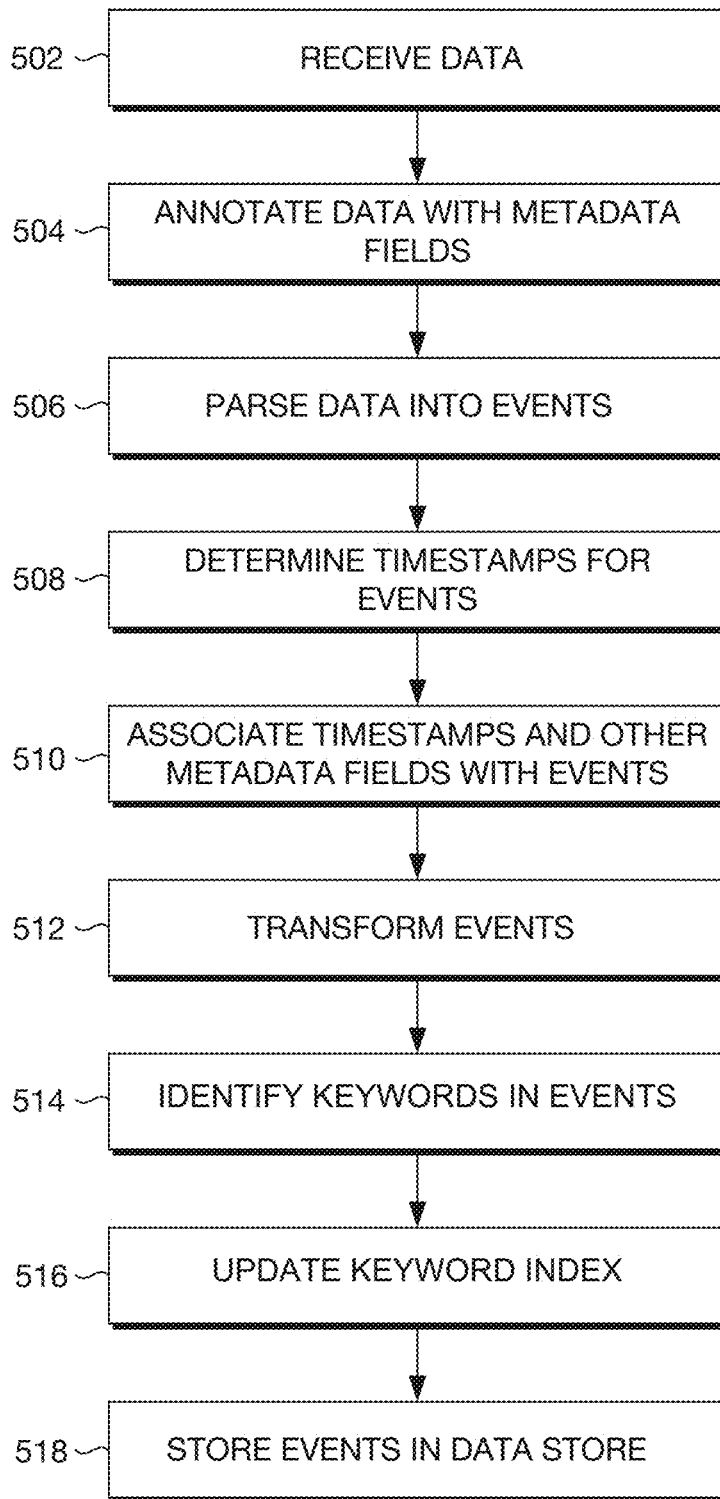 502
RECEIVE DATA
504
ANNOTATE DATA WITH METADATA
FIELDS
506
PARSE DATA INTO EVENTS
508
DETERMINE TIMESTAMPS FOR
EVENTS
510
ASSOCIATE TIMESTAMPS AND OTHER
METADATA FIELDS WITH EVENTS
512
TRANSFORM EVENTS
514
IDENTIFY KEYWORDS IN EVENTS
516
UPDATE KEYWORD INDEX
518
STORE EVENTS IN DATA STORE